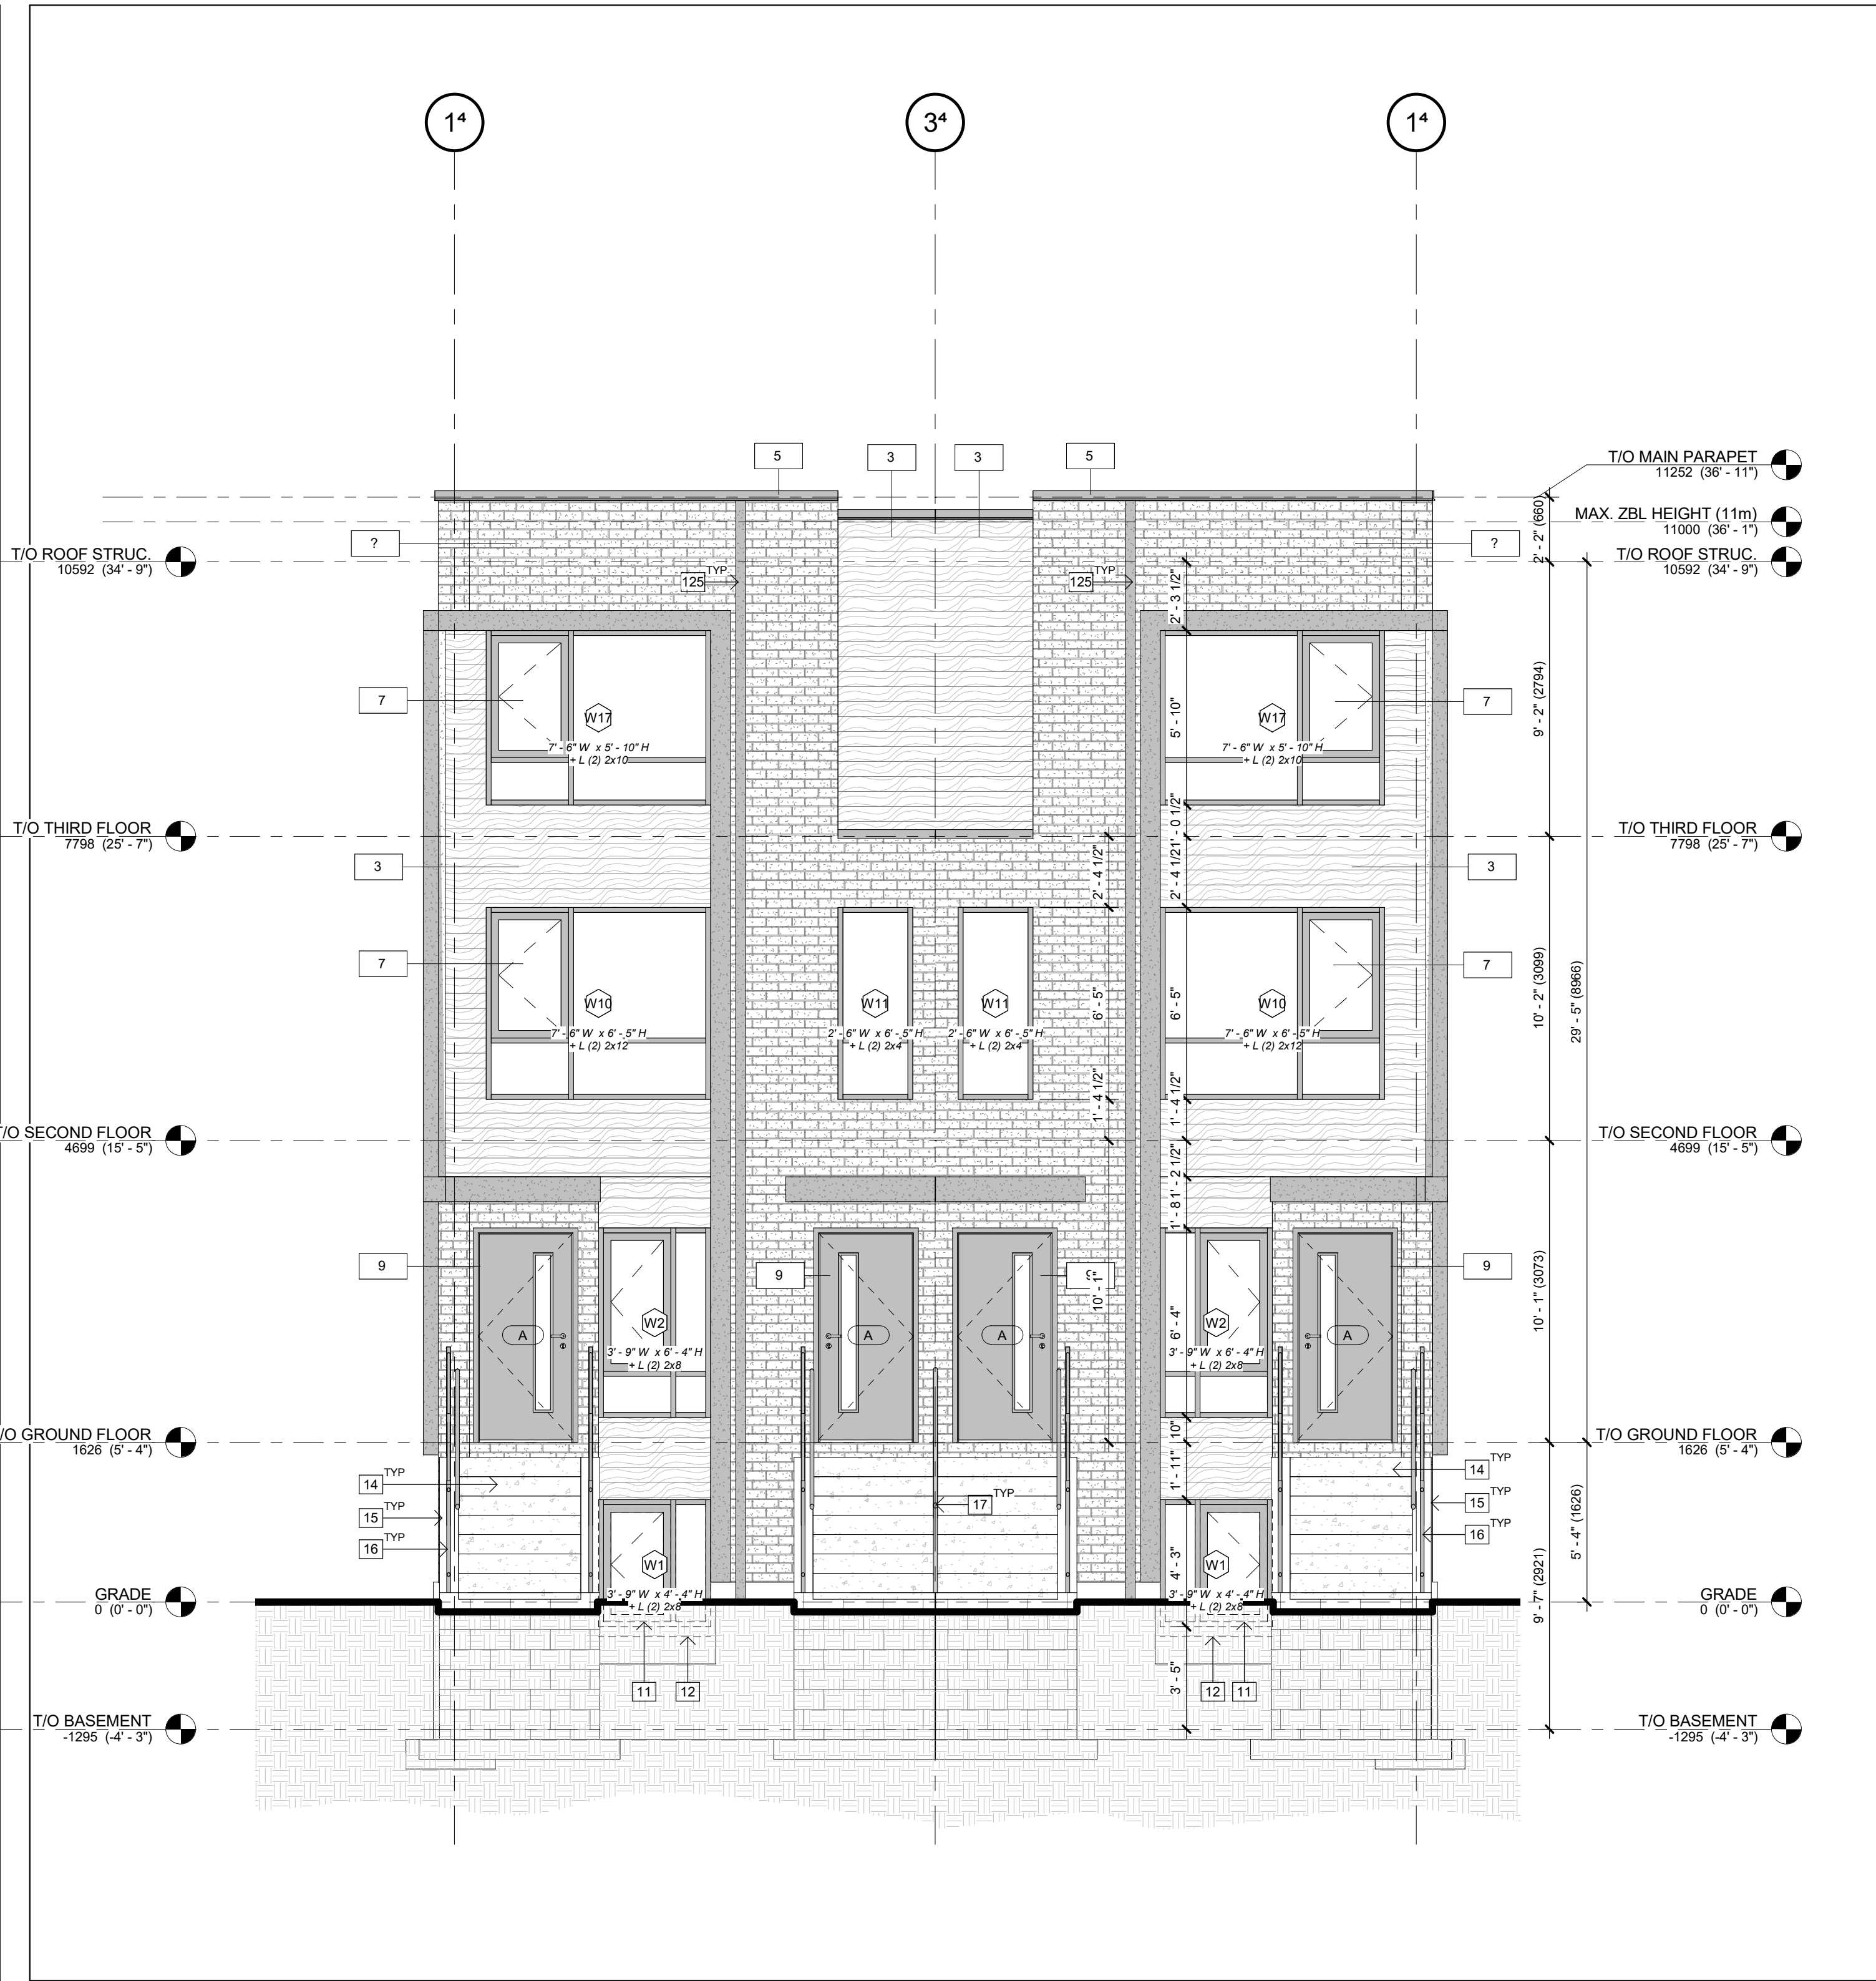 1⁴
3⁴
1⁴
5
3
3
5
T/O MAIN PARAPET
11252 (36' - 11")
MAX. ZBL HEIGHT (11m)
11000 (36' - 1")
T/O ROOF STRUC.
10592 (34' - 9")
T/O ROOF STRUC.
10592 (34' - 9")
?
?
2' - 2" (660)
125 TYP
125 TYP
2' - 3 1/2"
7
W17
7' - 6" W x 5' - 10" H
+ L (2) 2x10
W17
7' - 6" W x 5' - 10" H
+ L (2) 2x10
7
5' - 10"
9' - 2" (2794)
T/O THIRD FLOOR
7798 (25' - 7")
T/O THIRD FLOOR
7798 (25' - 7")
1' - 0 1/2"
2' - 4 1/2"
2' - 4 1/2"
3
3
7
W10
7' - 6" W x 6' - 5" H
+ L (2) 2x12
W11
2' - 6" W x 6' - 5" H
+ L (2) 2x4
W11
2' - 6" W x 6' - 5" H
+ L (2) 2x4
W10
7' - 6" W x 6' - 5" H
+ L (2) 2x12
7
6' - 5"
6' - 5"
10' - 2" (3099)
29' - 5" (8966)
1' - 4 1/2"
1' - 4 1/2"
T/O SECOND FLOOR
4699 (15' - 5")
T/O SECOND FLOOR
4699 (15' - 5")
1' - 2 1/2"
1' - 8
9
9
9
A
A
A
A
W2
3' - 9" W x 6' - 4" H
+ L (2) 2x8
W2
3' - 9" W x 6' - 4" H
+ L (2) 2x8
10' - 1"
6' - 4"
10' - 1" (3073)
T/O GROUND FLOOR
1626 (5' - 4")
T/O GROUND FLOOR
1626 (5' - 4")
10"
1' - 11"
14 TYP
15 TYP
16 TYP
17 TYP
14 TYP
15 TYP
16 TYP
W1
3' - 9" W x 4' - 4" H
+ L (2) 2x8
W1
3' - 9" W x 4' - 4" H
+ L (2) 2x8
4' - 3"
5' - 4" (1626)
9' - 7" (2921)
GRADE
0 (0' - 0")
GRADE
0 (0' - 0")
11
12
12
11
3' - 5"
T/O BASEMENT
-1295 (-4' - 3")
T/O BASEMENT
-1295 (-4' - 3")